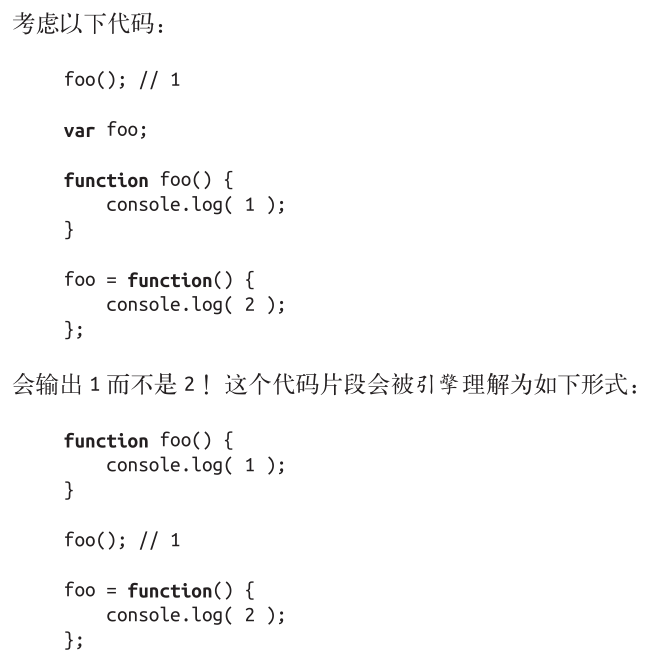 考虑以下代码：
foo(); // 1
var foo;
function foo() {
    console.log( 1 );
}
foo = function() {
    console.log( 2 );
};
会输出 1 而不是 2！ 这个代码片段会被引擎理解为如下形式：
function foo() {
    console.log( 1 );
}
foo(); // 1
foo = function() {
    console.log( 2 );
};